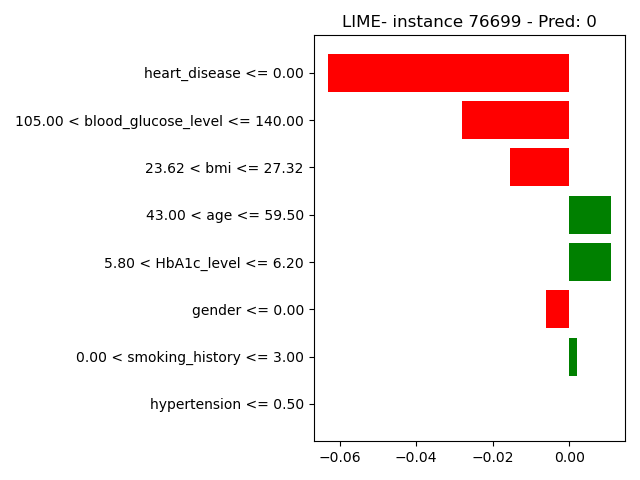 LIME- instance 76699 - Pred: 0
heart_disease <= 0.00
105.00 < blood_glucose_level <= 140.00
23.62 < bmi <= 27.32
43.00 < age <= 59.50
5.80 < HbA1c_level <= 6.20
gender <= 0.00
0.00 < smoking_history <= 3.00
hypertension <= 0.50
−0.06 −0.04 −0.02 0.00